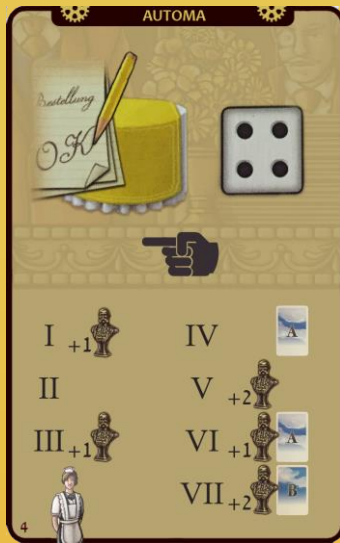 AUTOMA
Bestellung
OK
I +1
IV A
II
V +2
III +1
VI +1 A
VII +2 B
4